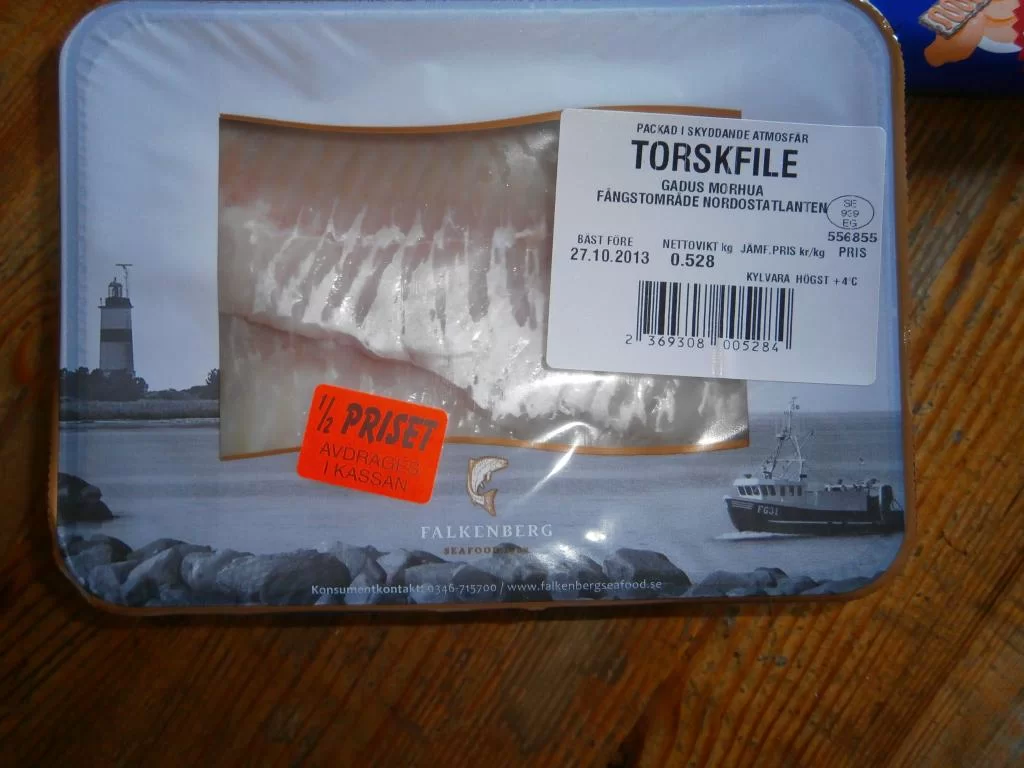 PACKAD I SKYDDANDE ATMOSFÄR
TORSKFILE
GADUS MORHUA
FÅNGSTOMRÅDE NORDOSTATLANTEN
SE
939
EG
556855
BÄST FÖRE NETTOVIKT kg JÄMF.PRIS kr/kg PRIS
27.10.2013 0.528
KYLVARA HÖGST +4°C
2 369308 005284
1/2 PRISET
AVDRAGES
I KASSAN
FG31
FALKENBERG
SEAFOOD
Konsumentkontakt: 0346-715700 / www.falkenbergseafood.se